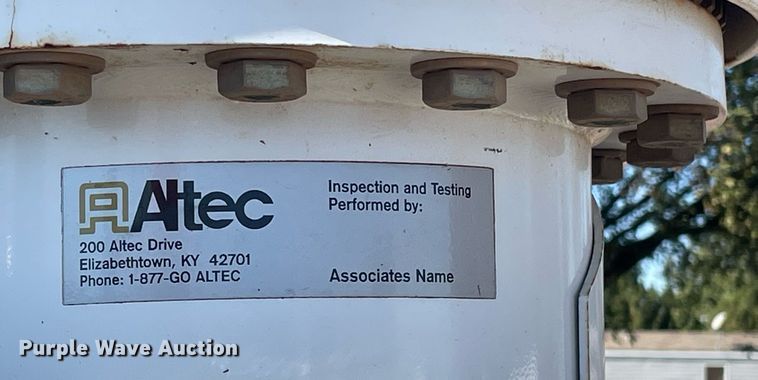 Altec
200 Altec Drive
Elizabethtown, KY 42701
Phone: 1-877-GO ALTEC
Inspection and Testing
Performed by:
Associates Name
Purple Wave Auction